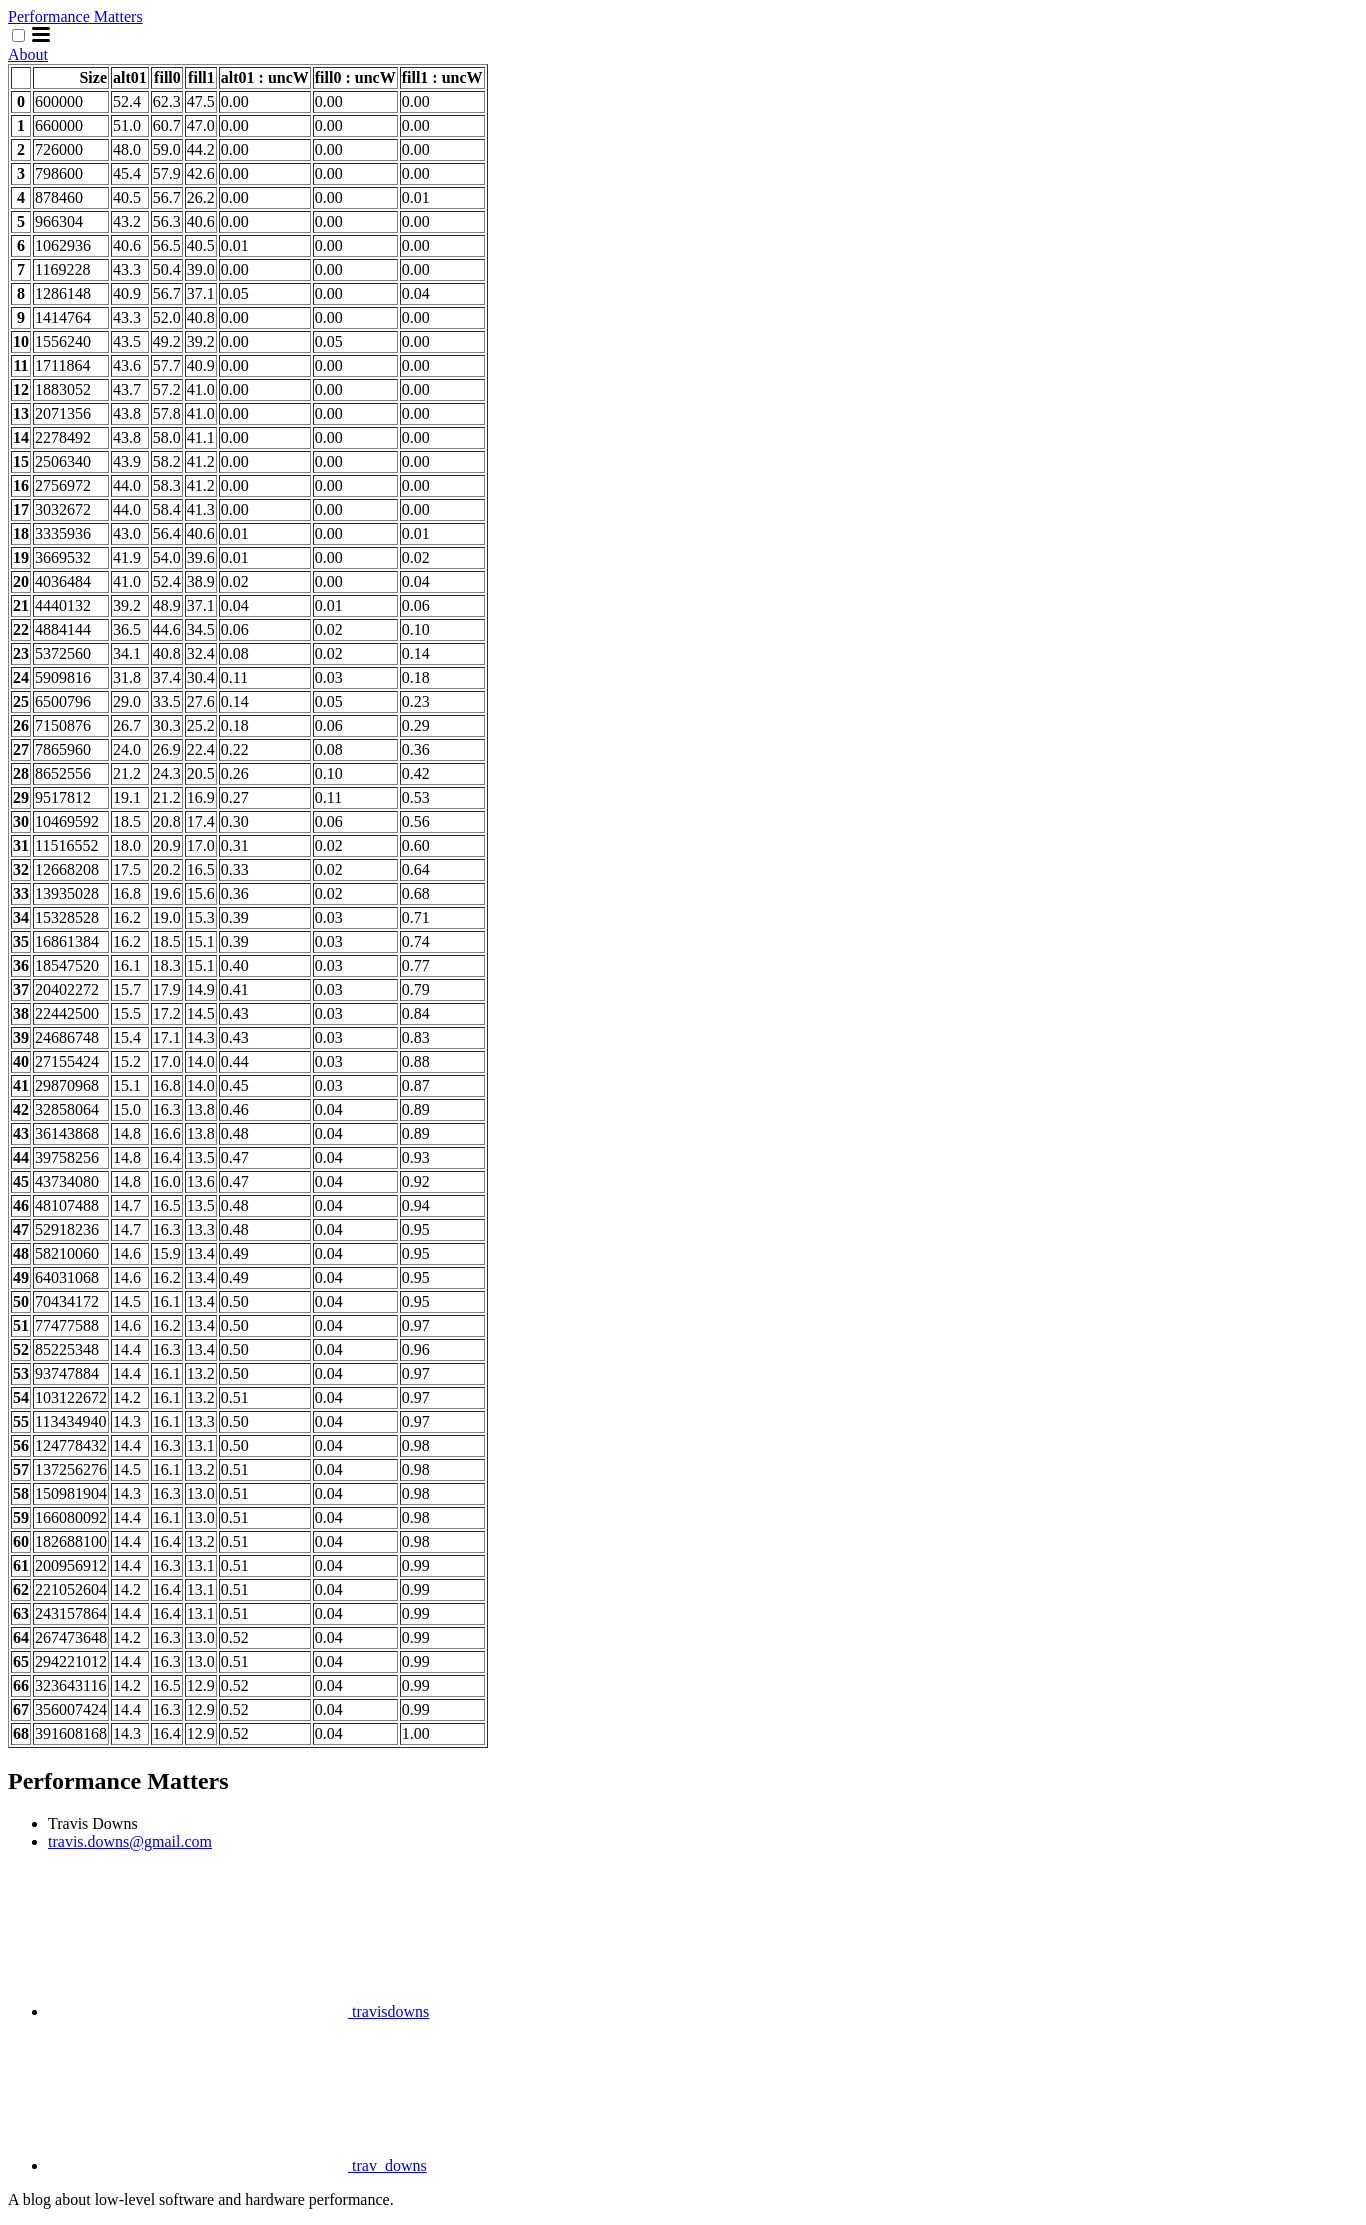 Performance Matters
About
Size alt01 fill0 fill1 alt01 : uncW fill0 : uncW fill1 : uncW
0 600000 52.4 62.3 47.5 0.00 0.00 0.00
1 660000 51.0 60.7 47.0 0.00 0.00 0.00
2 726000 48.0 59.0 44.2 0.00 0.00 0.00
3 798600 45.4 57.9 42.6 0.00 0.00 0.00
4 878460 40.5 56.7 26.2 0.00 0.00 0.01
5 966304 43.2 56.3 40.6 0.00 0.00 0.00
6 1062936 40.6 56.5 40.5 0.01 0.00 0.00
7 1169228 43.3 50.4 39.0 0.00 0.00 0.00
8 1286148 40.9 56.7 37.1 0.05 0.00 0.04
9 1414764 43.3 52.0 40.8 0.00 0.00 0.00
10 1556240 43.5 49.2 39.2 0.00 0.05 0.00
11 1711864 43.6 57.7 40.9 0.00 0.00 0.00
12 1883052 43.7 57.2 41.0 0.00 0.00 0.00
13 2071356 43.8 57.8 41.0 0.00 0.00 0.00
14 2278492 43.8 58.0 41.1 0.00 0.00 0.00
15 2506340 43.9 58.2 41.2 0.00 0.00 0.00
16 2756972 44.0 58.3 41.2 0.00 0.00 0.00
17 3032672 44.0 58.4 41.3 0.00 0.00 0.00
18 3335936 43.0 56.4 40.6 0.01 0.00 0.01
19 3669532 41.9 54.0 39.6 0.01 0.00 0.02
20 4036484 41.0 52.4 38.9 0.02 0.00 0.04
21 4440132 39.2 48.9 37.1 0.04 0.01 0.06
22 4884144 36.5 44.6 34.5 0.06 0.02 0.10
23 5372560 34.1 40.8 32.4 0.08 0.02 0.14
24 5909816 31.8 37.4 30.4 0.11 0.03 0.18
25 6500796 29.0 33.5 27.6 0.14 0.05 0.23
26 7150876 26.7 30.3 25.2 0.18 0.06 0.29
27 7865960 24.0 26.9 22.4 0.22 0.08 0.36
28 8652556 21.2 24.3 20.5 0.26 0.10 0.42
29 9517812 19.1 21.2 16.9 0.27 0.11 0.53
30 10469592 18.5 20.8 17.4 0.30 0.06 0.56
31 11516552 18.0 20.9 17.0 0.31 0.02 0.60
32 12668208 17.5 20.2 16.5 0.33 0.02 0.64
33 13935028 16.8 19.6 15.6 0.36 0.02 0.68
34 15328528 16.2 19.0 15.3 0.39 0.03 0.71
35 16861384 16.2 18.5 15.1 0.39 0.03 0.74
36 18547520 16.1 18.3 15.1 0.40 0.03 0.77
37 20402272 15.7 17.9 14.9 0.41 0.03 0.79
38 22442500 15.5 17.2 14.5 0.43 0.03 0.84
39 24686748 15.4 17.1 14.3 0.43 0.03 0.83
40 27155424 15.2 17.0 14.0 0.44 0.03 0.88
41 29870968 15.1 16.8 14.0 0.45 0.03 0.87
42 32858064 15.0 16.3 13.8 0.46 0.04 0.89
43 36143868 14.8 16.6 13.8 0.48 0.04 0.89
44 39758256 14.8 16.4 13.5 0.47 0.04 0.93
45 43734080 14.8 16.0 13.6 0.47 0.04 0.92
46 48107488 14.7 16.5 13.5 0.48 0.04 0.94
47 52918236 14.7 16.3 13.3 0.48 0.04 0.95
48 58210060 14.6 15.9 13.4 0.49 0.04 0.95
49 64031068 14.6 16.2 13.4 0.49 0.04 0.95
50 70434172 14.5 16.1 13.4 0.50 0.04 0.95
51 77477588 14.6 16.2 13.4 0.50 0.04 0.97
52 85225348 14.4 16.3 13.4 0.50 0.04 0.96
53 93747884 14.4 16.1 13.2 0.50 0.04 0.97
54 103122672 14.2 16.1 13.2 0.51 0.04 0.97
55 113434940 14.3 16.1 13.3 0.50 0.04 0.97
56 124778432 14.4 16.3 13.1 0.50 0.04 0.98
57 137256276 14.5 16.1 13.2 0.51 0.04 0.98
58 150981904 14.3 16.3 13.0 0.51 0.04 0.98
59 166080092 14.4 16.1 13.0 0.51 0.04 0.98
60 182688100 14.4 16.4 13.2 0.51 0.04 0.98
61 200956912 14.4 16.3 13.1 0.51 0.04 0.99
62 221052604 14.2 16.4 13.1 0.51 0.04 0.99
63 243157864 14.4 16.4 13.1 0.51 0.04 0.99
64 267473648 14.2 16.3 13.0 0.52 0.04 0.99
65 294221012 14.4 16.3 13.0 0.51 0.04 0.99
66 323643116 14.2 16.5 12.9 0.52 0.04 0.99
67 356007424 14.4 16.3 12.9 0.52 0.04 0.99
68 391608168 14.3 16.4 12.9 0.52 0.04 1.00
Performance Matters
Travis Downs
travis.downs@gmail.com
travisdowns
trav_downs
A blog about low-level software and hardware performance.